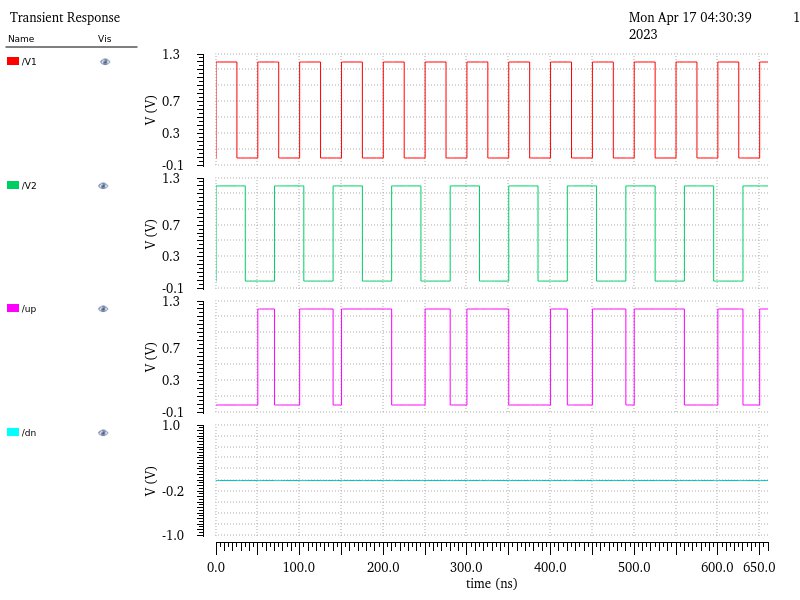 Transient Response
Mon Apr 17 04:30:39 1
2023
Name Vis
/V1
V (V)
1.3
0.7
0.3
-0.1
/V2
V (V)
1.3
0.7
0.3
-0.1
/up
V (V)
1.3
0.7
0.3
-0.1
/dn
V (V)
1.0
-0.2
-1.0
0.0 100.0 200.0 300.0 400.0 500.0 600.0 650.0
time (ns)